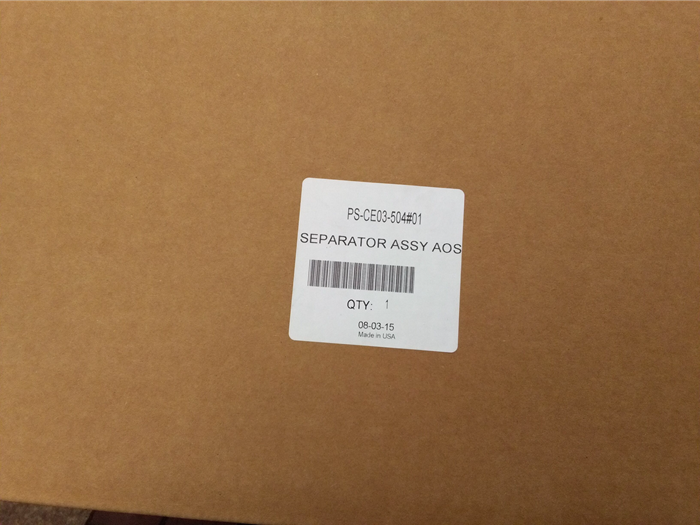 PS-CE03-504#01
SEPARATOR ASSY AOS
QTY: 1
08-03-15
Made in USA